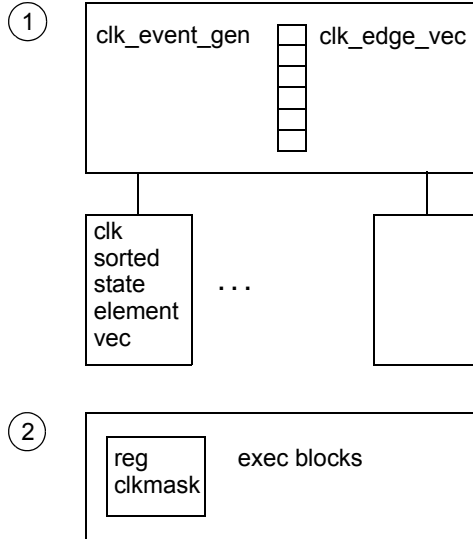 1
clk_event_gen
clk_edge_vec
clk
sorted
state
element
vec
...
2
reg
clkmask
exec blocks